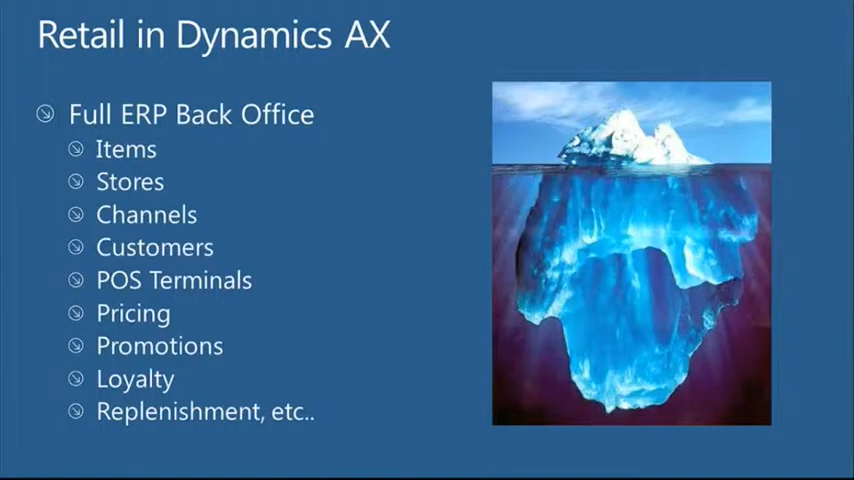 Retail in Dynamics AX
Full ERP Back Office
Items
Stores
Channels
Customers
POS Terminals
Pricing
Promotions
Loyalty
Replenishment, etc..